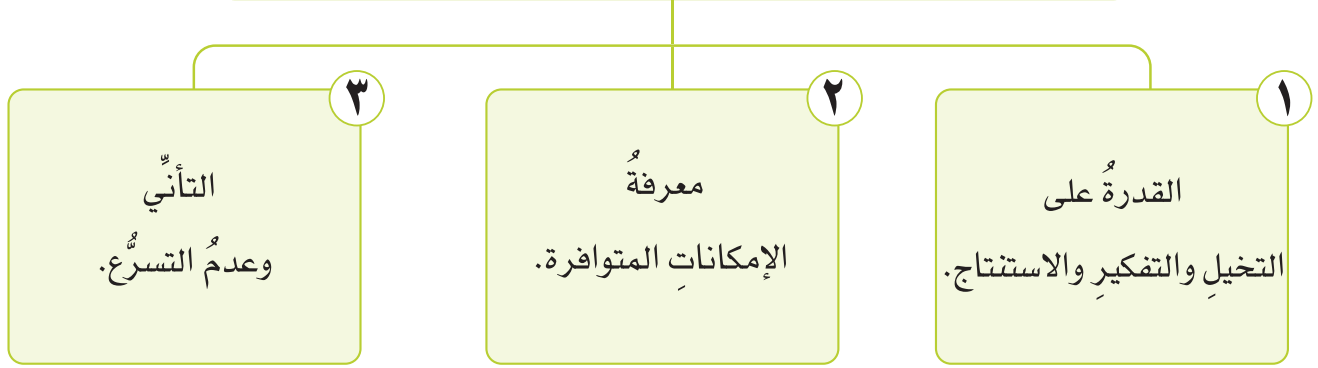 ١
القدرةُ على
التخيلِ والتفكيرِ والاستنتاج.
٢
معرفةُ
الإمكاناتِ المتوافرة.
٣
التأنِّي
وعدمُ التسرُّع.